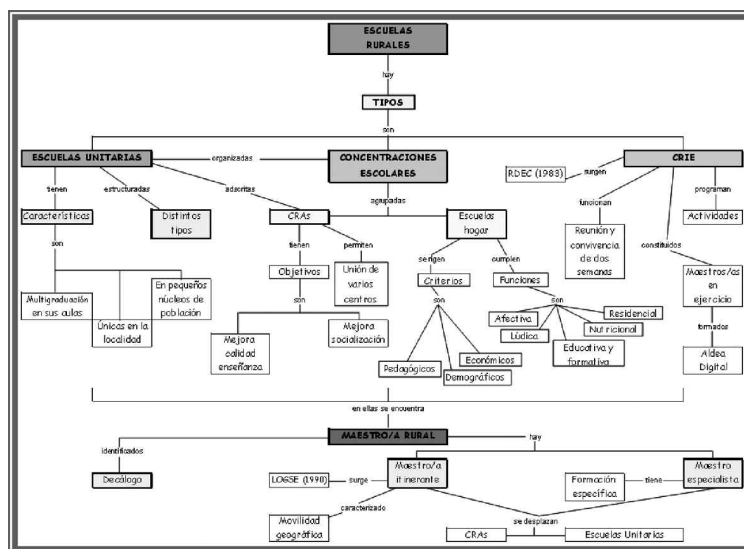 ESCUELAS
RURALES
hay
TIPOS
son
ESCUELAS UNITARIAS
organizadas
CONCENTRACIONES
ESCOLARES
CRIE
RDEC (1983)
surgen
programan
tienen
estructuradas
adscritas
agrupadas
funcionan
constituidos
Características
Distintos
tipos
CRAs
Escuelas
hogar
Reunión y
convivencia
de dos
semanas
Actividades
son
tienen
permiten
se rigen
cumplen
Objetivos
Unión de
varios
centros
Criterios
Funciones
Maestros/as
en
ejercicio
Multigraduación
en sus aulas
Únicas en la
localidad
En pequeños
núcleos de
población
son
son
son
Afectiva
Lúdica
Educativa y
formativa
Nutricional
Residencial
formados
Mejora
calidad
enseñanza
Mejora
socialización
Pedagógicos
Demográficos
Económicos
Aldea
Digital
en ellas se encuentra
MAESTRO/A RURAL
identificados
hay
Decálogo
LOGSE (1990)
surge
Maestro/a
itinerante
Formación
específica
tiene
Maestro
especialista
caracterizado
Movilidad
geográfica
se desplazan
CRAs
Escuelas Unitarias